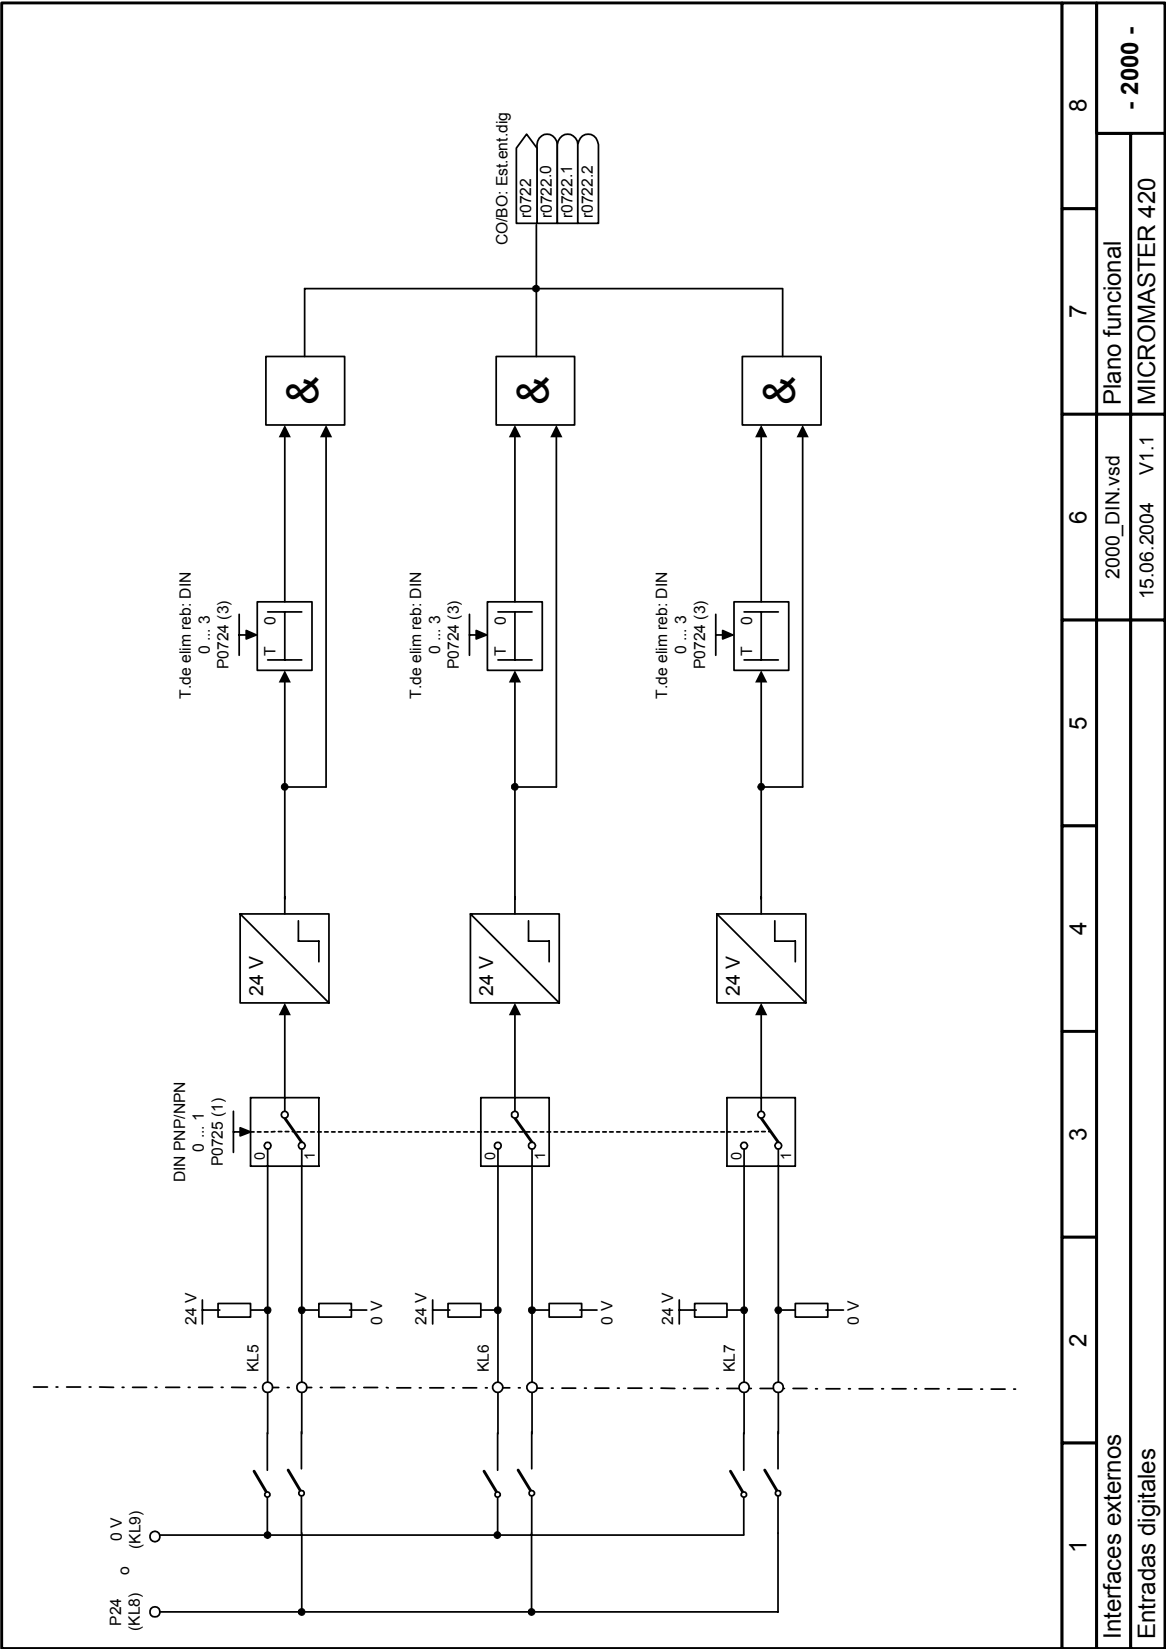 P24
(KL8)
o
0 V
(KL9)
KL5
24 V
0 V
DIN PNP/NPN
0 ... 1
P0725 (1)
0
1
24 V
T.de elim reb: DIN
0 ... 3
P0724 (3)
T 0
&
KL6
24 V
0 V
0
1
24 V
T.de elim reb: DIN
0 ... 3
P0724 (3)
T 0
&
CO/BO: Est.ent.dig
r0722
r0722.0
r0722.1
r0722.2
KL7
24 V
0 V
0
1
24 V
T.de elim reb: DIN
0 ... 3
P0724 (3)
T 0
&
1 2 3 4 5 6 7 8
Interfaces externos 2000_DIN.vsd Plano funcional
- 2000 -
Entradas digitales 15.06.2004 V1.1 MICROMASTER 420